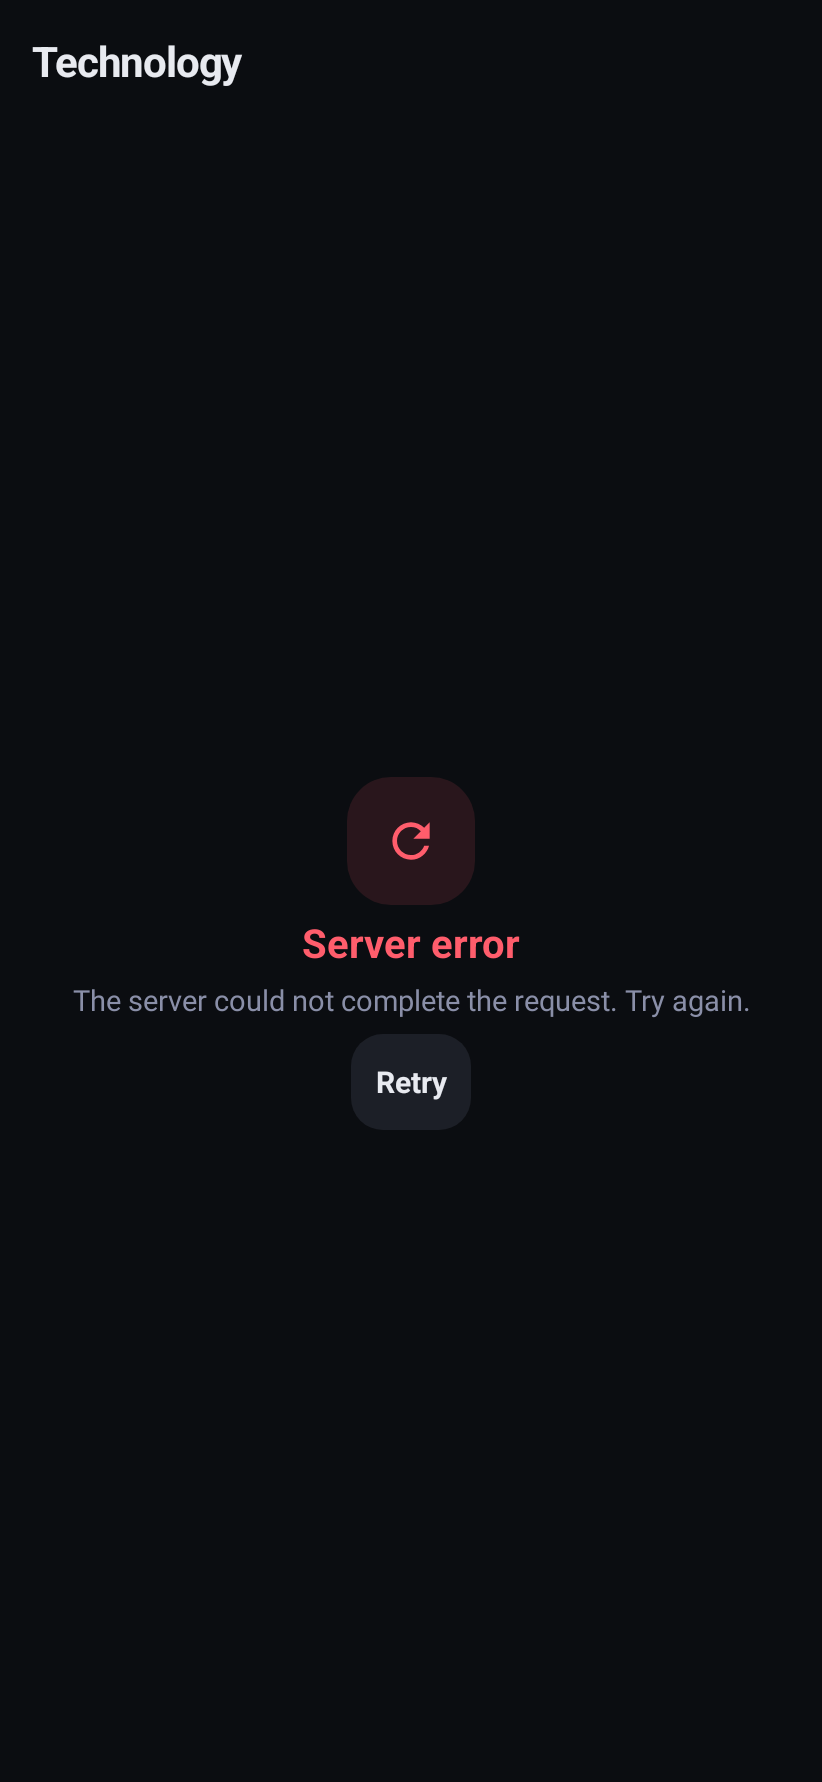 Technology
Server error
The server could not complete the request. Try again.
Retry